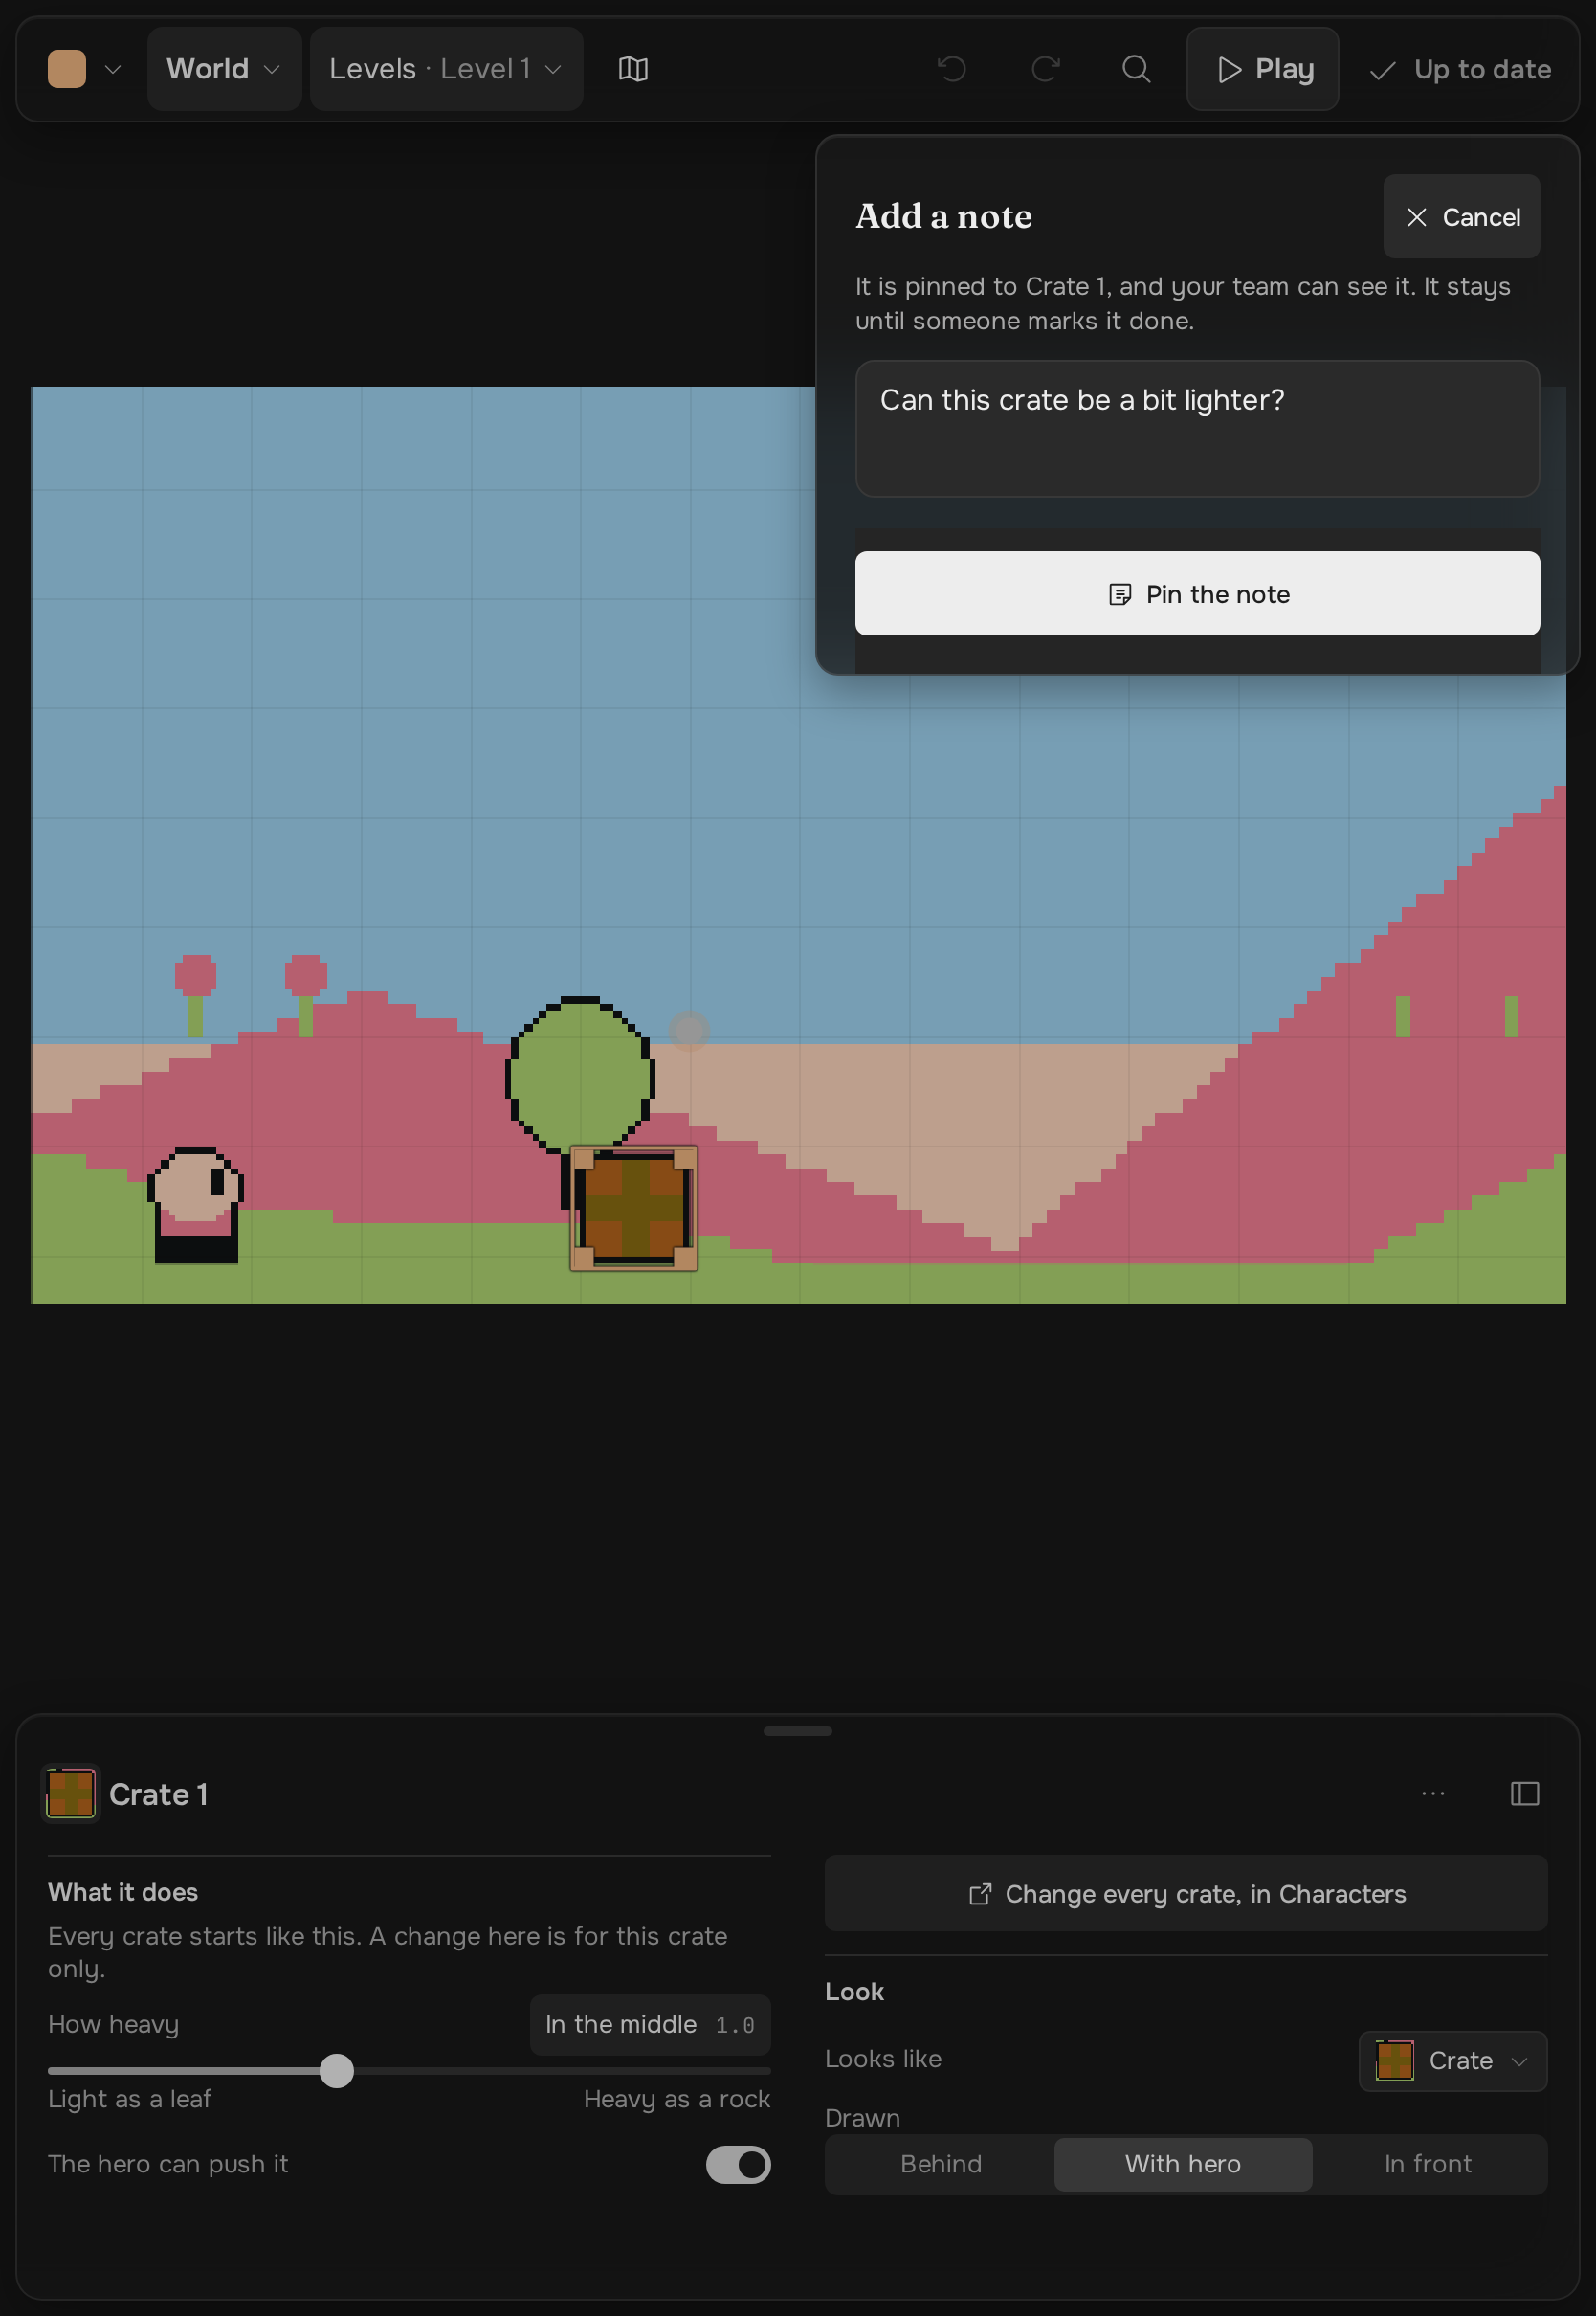 World
Levels · Level 1
Play
Up to date
Add a note
Cancel
It is pinned to Crate 1, and your team can see it. It stays
until someone marks it done.
Can this crate be a bit lighter?
Pin the note
Crate 1
What it does
Every crate starts like this. A change here is for this crate
only.
How heavy
In the middle 1.0
Light as a leaf
Heavy as a rock
The hero can push it
Change every crate, in Characters
Look
Looks like
Crate
Drawn
Behind
With hero
In front